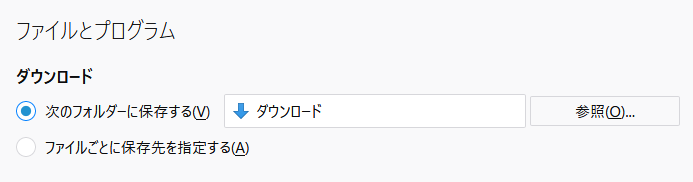 ファイルとプログラム
ダウンロード
次のフォルダーに保存する(V) ダウンロード 参照(O)...
ファイルごとに保存先を指定する(A)